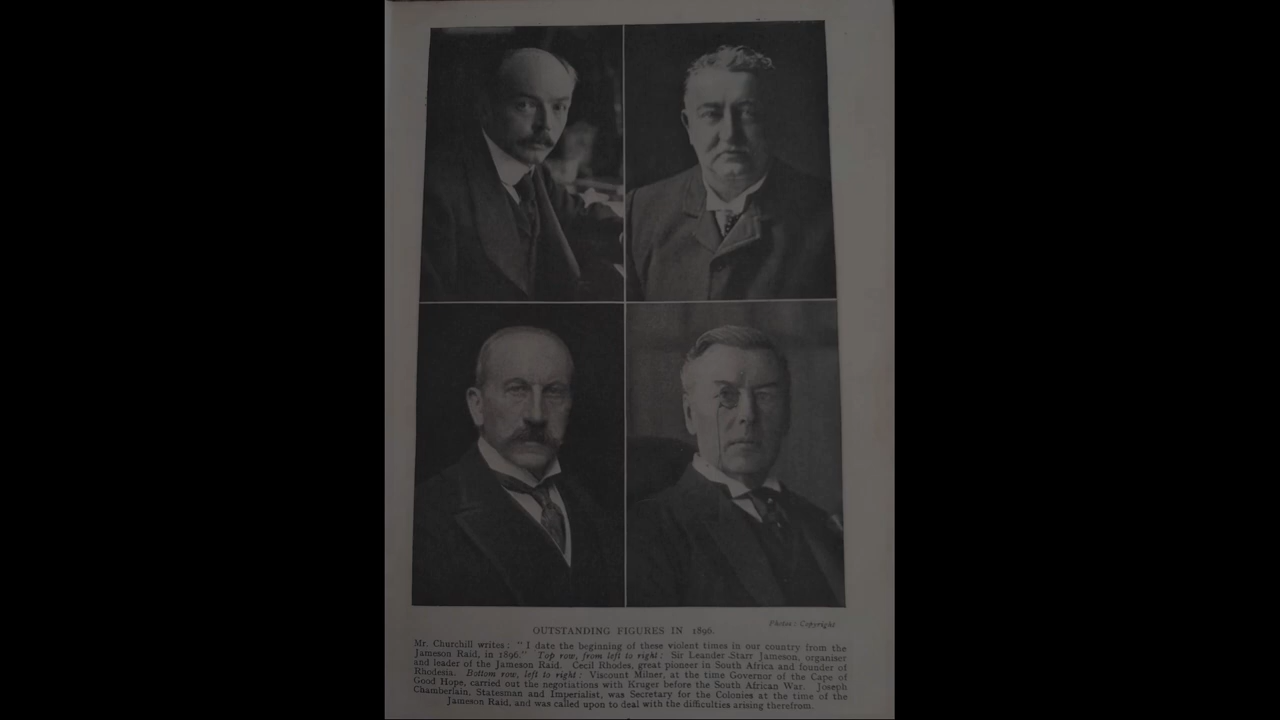 Photos: Copyright
OUTSTANDING FIGURES IN 1896.
Mr. Churchill writes: "I date the beginning of these violent times in our country from the
Jameson Raid, in 1896." Top row, from left to right: Sir Leander Starr Jameson, organiser
and leader of the Jameson Raid. Cecil Rhodes, great pioneer in South Africa and founder of
Rhodesia. Bottom row, left to right: Viscount Milner, at the time Governor of the Cape of
Good Hope, carried out the negotiations with Kruger before the South African War. Joseph
Chamberlain, Statesman and Imperialist, was Secretary for the Colonies at the time of the
Jameson Raid, and was called upon to deal with the difficulties arising therefrom.